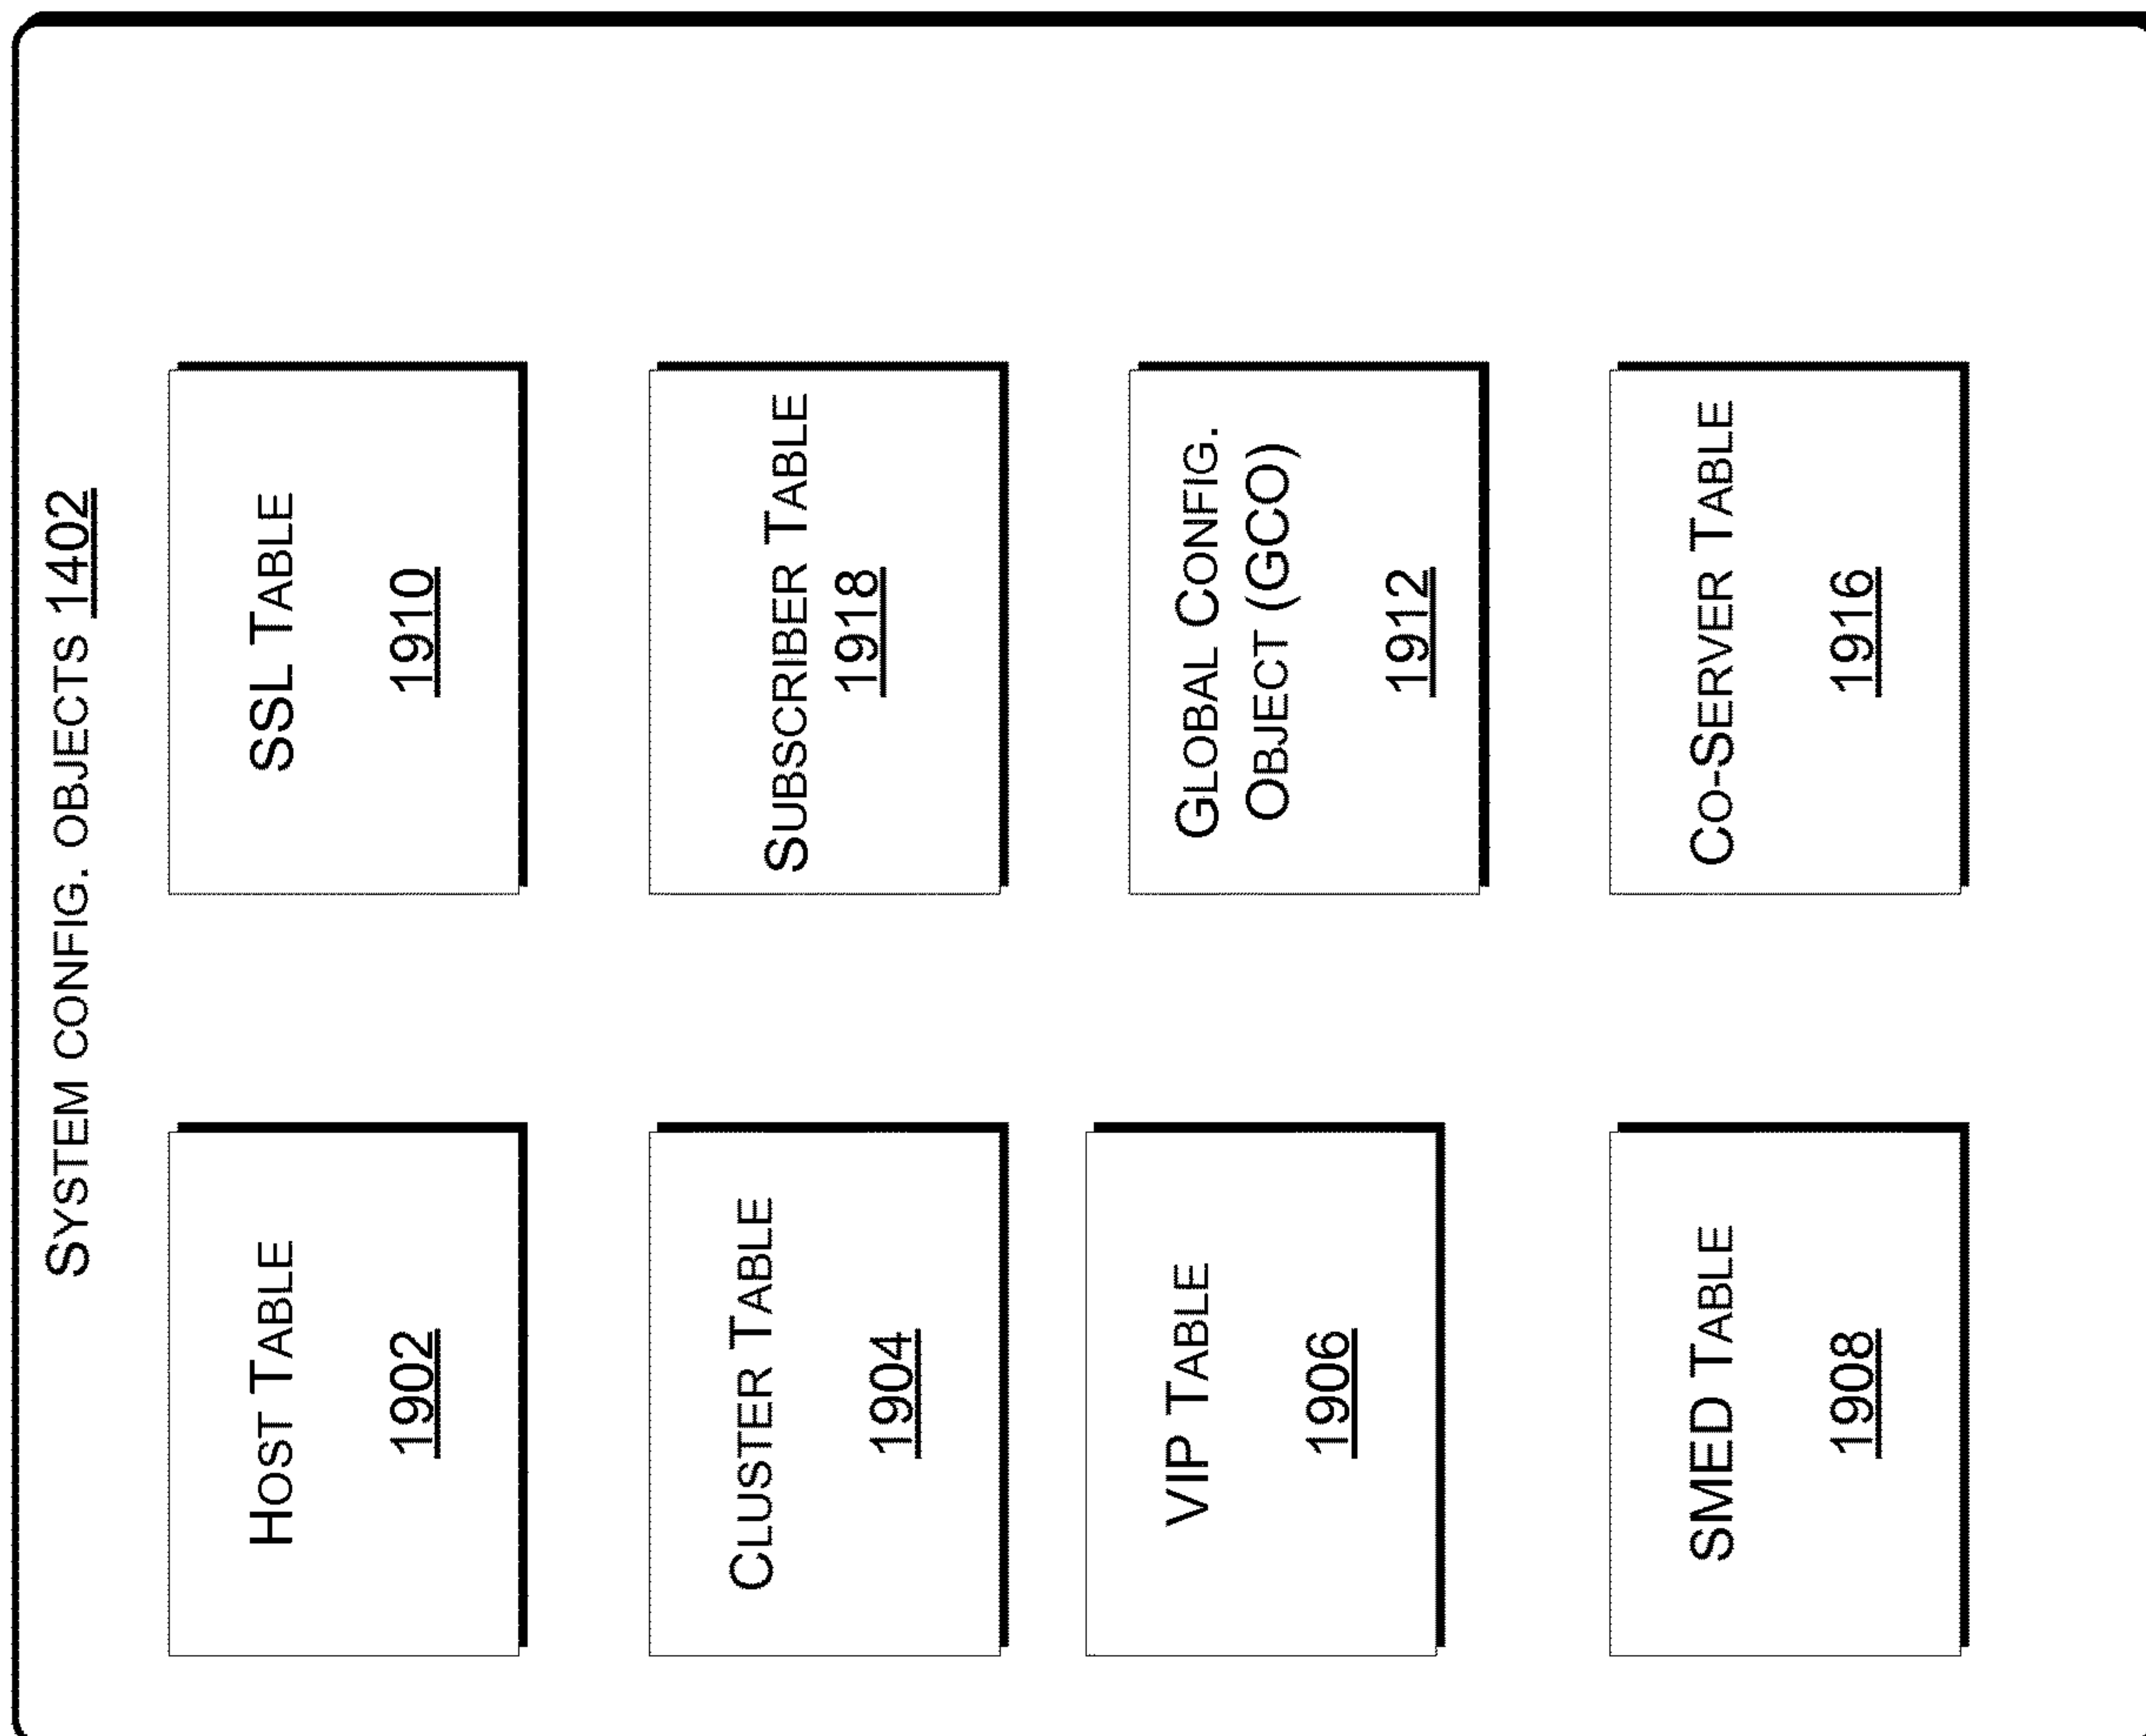 SYSTEM CONFIG. OBJECTS 1402
HOST TABLE
1902
SSL TABLE
1910
CLUSTER TABLE
1904
SUBSCRIBER TABLE
1918
VIP TABLE
1906
GLOBAL CONFIG.
OBJECT (GCO)
1912
SMED TABLE
1908
CO-SERVER TABLE
1916